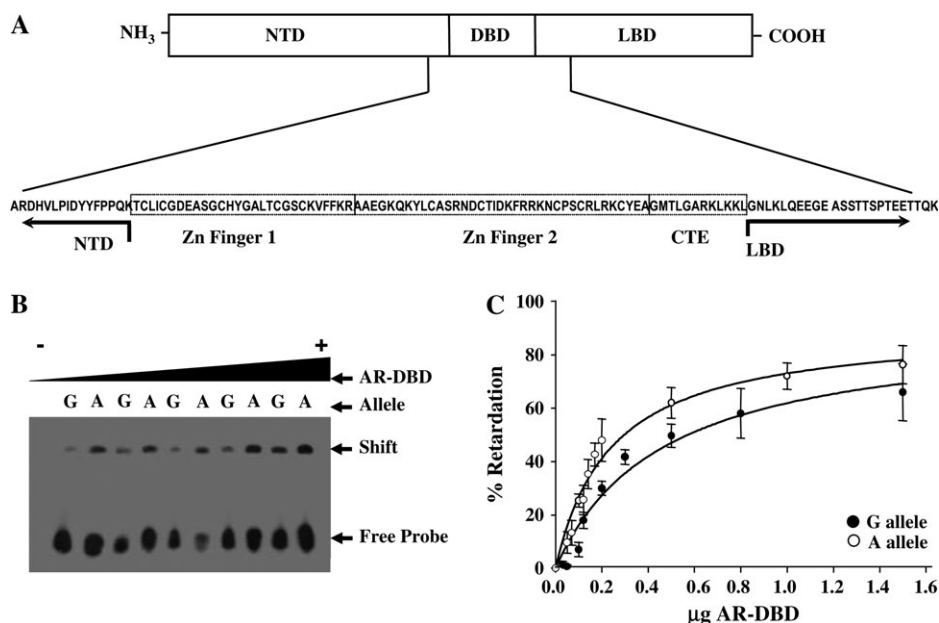 A
NH3
NTD
DBD
LBD
COOH
ARDHVLPIDYYFPPQKTCLICGDEASGCHYGALTCGSCKVFFKRAAEGKQKYLCASRNDCTIDKFRRKNCPSCRLRKCYEAGMTLGARKLKKLGNLKLQEEGE ASSTTSPTEETTQK
NTD
Zn Finger 1
Zn Finger 2
CTE
LBD
B
- +
AR-DBD
G A G A G A G A G A
Allele
Shift
Free Probe
C
100
80
60
40
20
0
% Retardation
0.2 0.4 0.6 0.8 1.0 1.2 1.4 1.6
µg AR-DBD
G allele
A allele